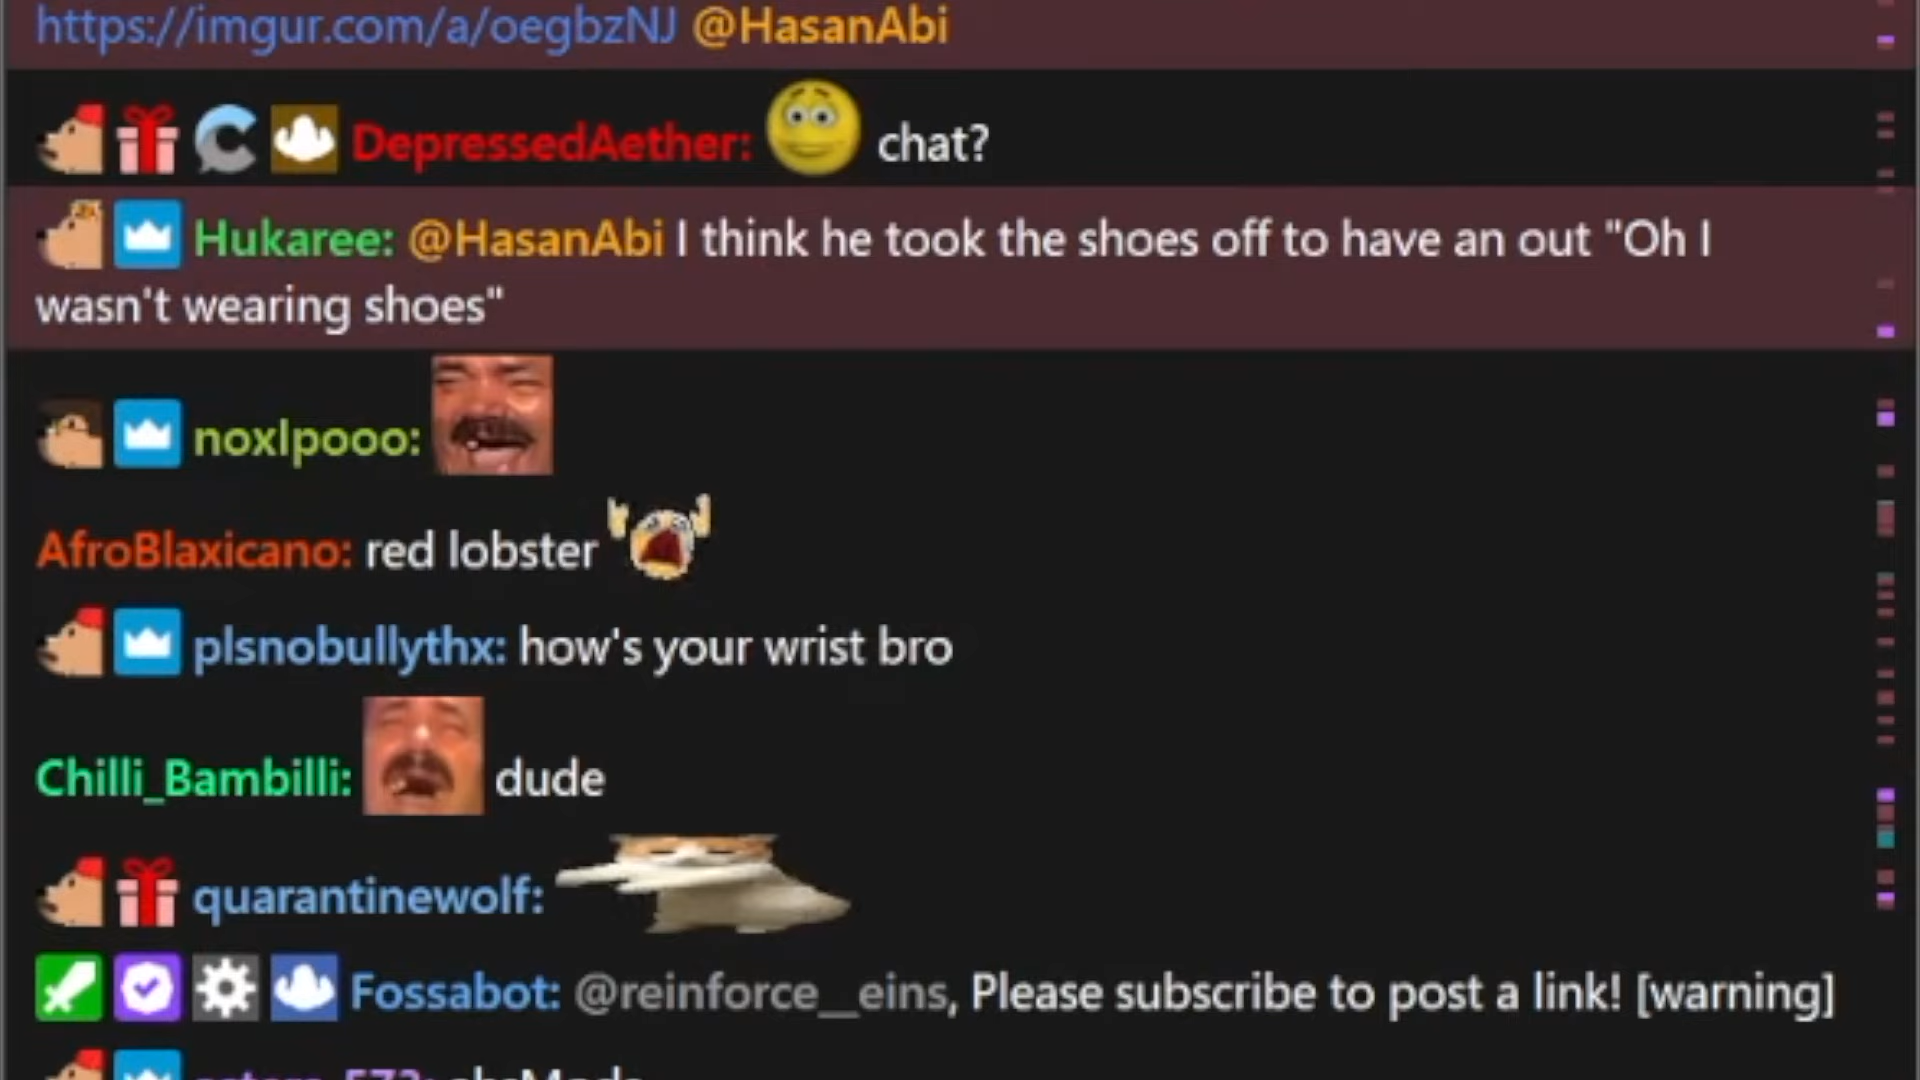 https://imgur.com/a/oegbzNJ @HasanAbi
DepressedAether: chat?
Hukaree: @HasanAbi I think he took the shoes off to have an out "Oh I
wasn't wearing shoes"
noxlpooo:
AfroBlaxicano: red lobster
plsnobullythx: how's your wrist bro
Chilli_Bambilli: dude
quarantinewolf:
Fossabot: @reinforce__eins, Please subscribe to post a link! [warning]